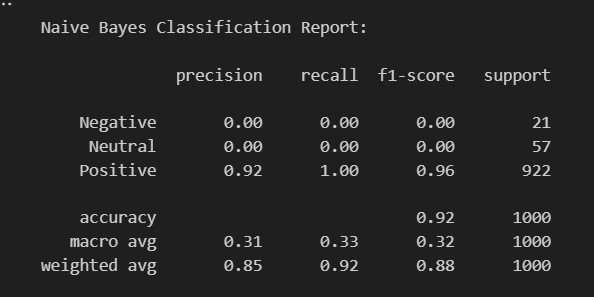 Naive Bayes Classification Report:
precision recall f1-score support
Negative 0.00 0.00 0.00 21
Neutral 0.00 0.00 0.00 57
Positive 0.92 1.00 0.96 922
accuracy 0.92 1000
macro avg 0.31 0.33 0.32 1000
weighted avg 0.85 0.92 0.88 1000